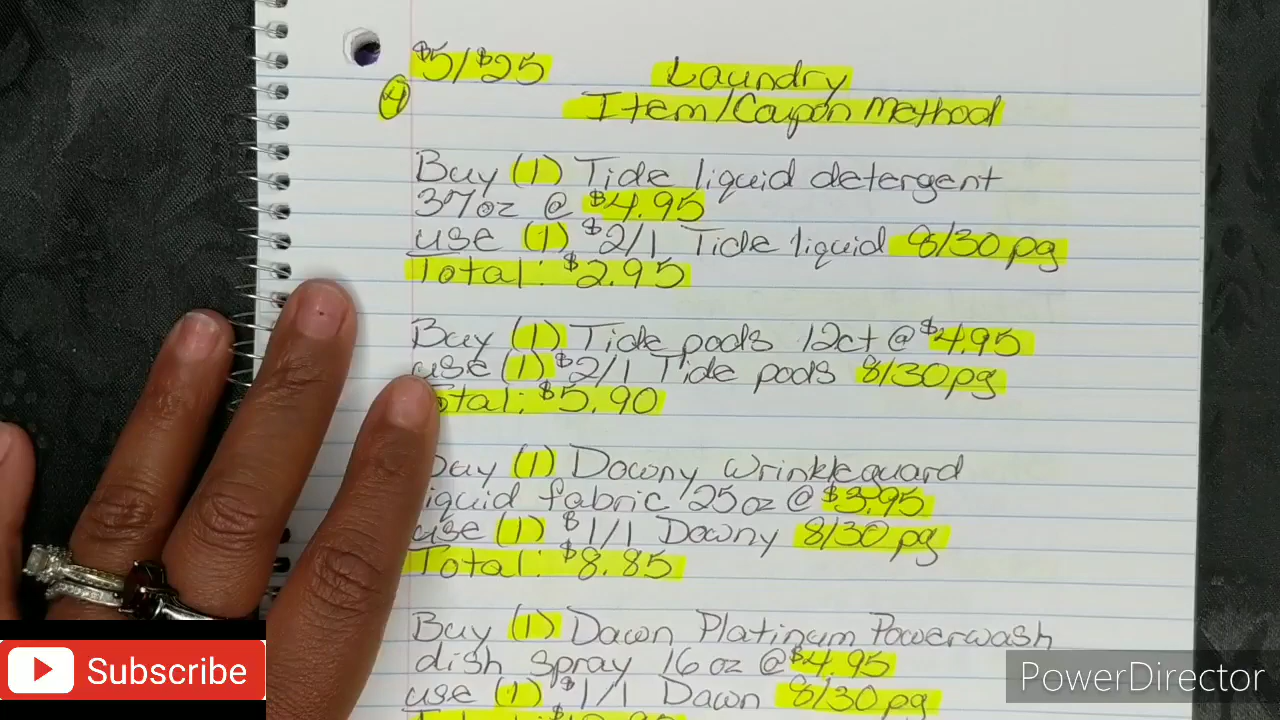 $5/$25 Laundry
4 Item/Coupon Method
Buy (1) Tide liquid detergent
37oz @ $4.95
use (1) $2/1 Tide liquid 8/30 pg
Total: $2.95
Buy (1) Tide pods 12ct @ $4.95
use (1) $2/1 Tide pods 8/30pg
otal: $5.90
Buy (1) Downy Wrinkleguard
liquid fabric 25oz @ $3.95
use (1) $1/1 Downy 8/30 pg
Total: $8.85
Buy (1) Dawn Platinum Powerwash
dish spray 16oz @ $4.95
use (1) $1/1 Dawn 8/30 pg
Subscribe
PowerDirector